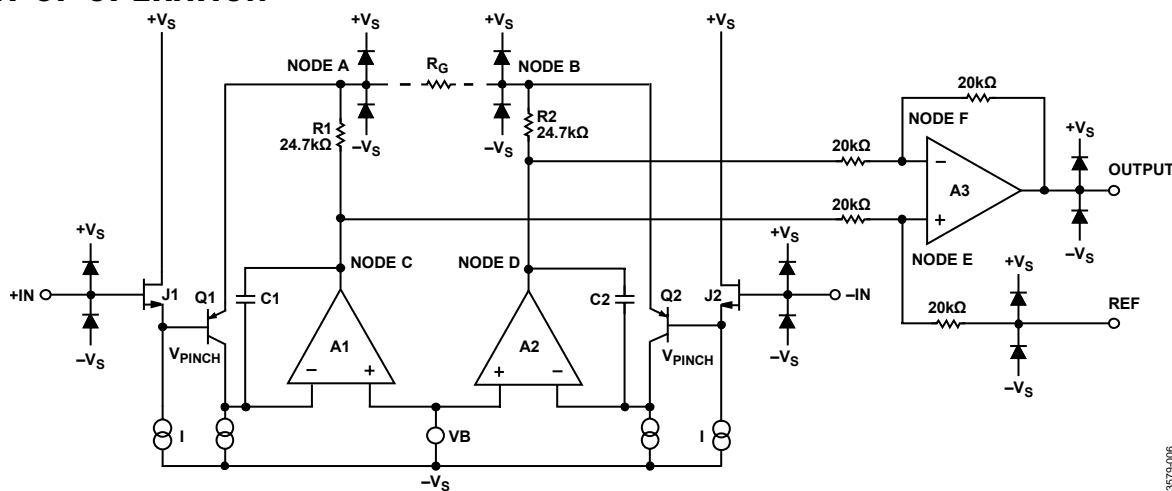 +VS
+VS
+VS
+VS
NODE A
RG
NODE B
20kΩ
R1
24.7kΩ
R2
24.7kΩ
–VS
–VS
NODE F
+VS
20kΩ
–
A3
+
OUTPUT
20kΩ
–VS
NODE E
+VS
+VS
NODE C
NODE D
+VS
+IN
J1
Q1
C1
C2
Q2
J2
–IN
20kΩ
REF
–VS
VPINCH
A1
A2
VPINCH
–VS
–VS
–
+
+
–
I
VB
I
–VS
3579-006